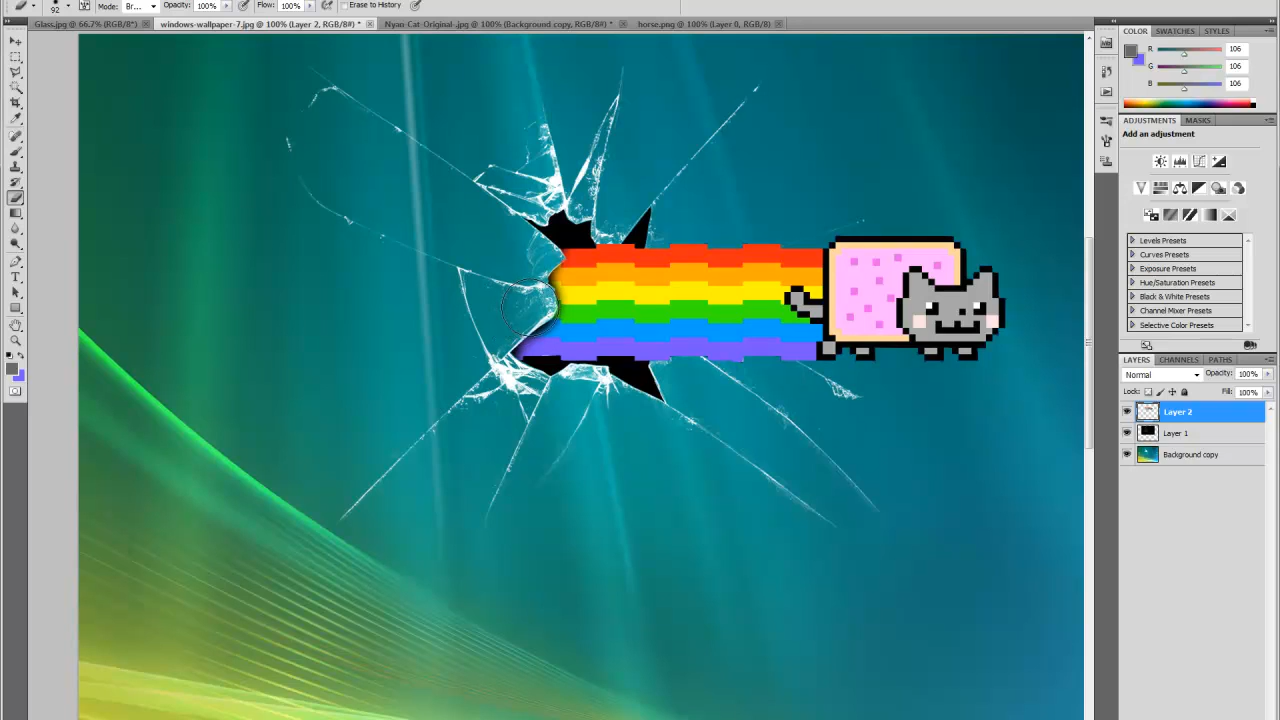 92 Mode: Br... Opacity: 100% Flow: 100% Erase to History
Glass.jpg @ 66.7% (RGB/8*) windows-wallpaper-7.jpg @ 100% (Layer 2, RGB/8#) * Nyan-Cat-Original-.jpg @ 100% (Background copy, RGB/8#) * horse.png @ 100% (Layer 0, RGB/8)
COLOR SWATCHES STYLES
R 106
G 106
B 106
ADJUSTMENTS MASKS
Add an adjustment
Levels Presets
Curves Presets
Exposure Presets
Hue/Saturation Presets
Black & White Presets
Channel Mixer Presets
Selective Color Presets
LAYERS CHANNELS PATHS
Normal Opacity: 100%
Lock: Fill: 100%
Layer 2
Layer 1
Background copy